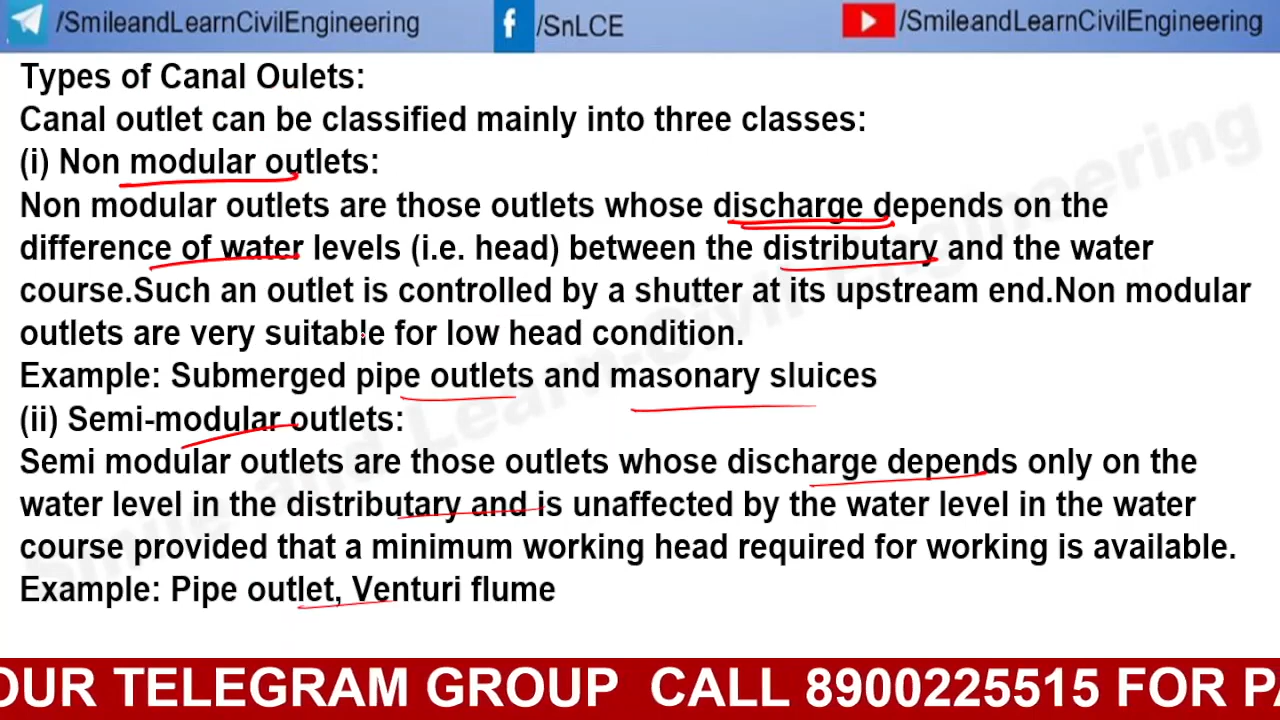 /SmileandLearnCivilEngineering /SnLCE /SmileandLearnCivilEngineering
Types of Canal Oulets:
Canal outlet can be classified mainly into three classes:
(i) Non modular outlets:
Non modular outlets are those outlets whose discharge depends on the
difference of water levels (i.e. head) between the distributary and the water
course.Such an outlet is controlled by a shutter at its upstream end.Non modular
outlets are very suitable for low head condition.
Example: Submerged pipe outlets and masonary sluices
(ii) Semi-modular outlets:
Semi modular outlets are those outlets whose discharge depends only on the
water level in the distributary and is unaffected by the water level in the water
course provided that a minimum working head required for working is available.
Example: Pipe outlet, Venturi flume
Smile and Learn Civil Engineering
OUR TELEGRAM GROUP CALL 8900225515 FOR PA